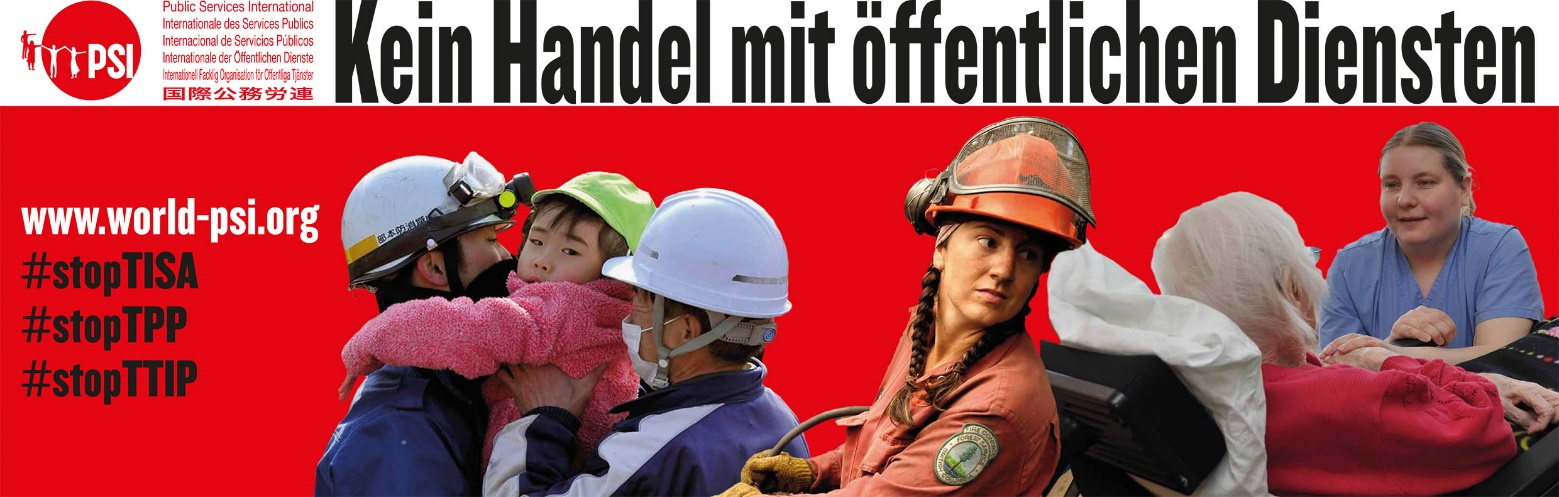 PSI
Public Services International
Internationale des Services Publics
Internacional de Servicios Públicos
Internationale der Öffentlichen Dienste
Internationell Facklig Organisation för Offentliga Tjänster
国際公務労連
Kein Handel mit öffentlichen Diensten
www.world-psi.org
#stopTISA
#stopTPP
#stopTTIP